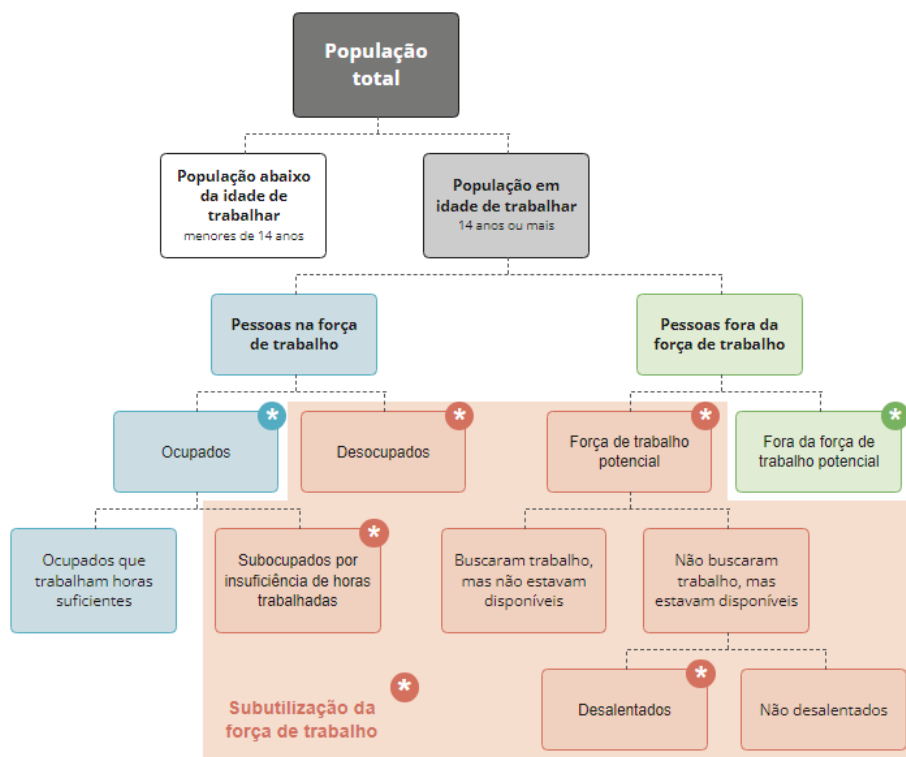 População
total
População abaixo
da idade de
trabalhar
menores de 14 anos
População em
idade de trabalhar
14 anos ou mais
Pessoas na força
de trabalho
Pessoas fora da
força de trabalho
*
Ocupados
*
Desocupados
*
Força de trabalho
potencial
*
Fora da força de
trabalho potencial
Ocupados que
trabalham horas
suficientes
*
Subocupados por
insuficiência de horas
trabalhadas
Buscaram trabalho,
mas não estavam
disponíveis
Não buscaram
trabalho, mas
estavam disponíveis
*
Subutilização da
força de trabalho
*
Desalentados
Não desalentados